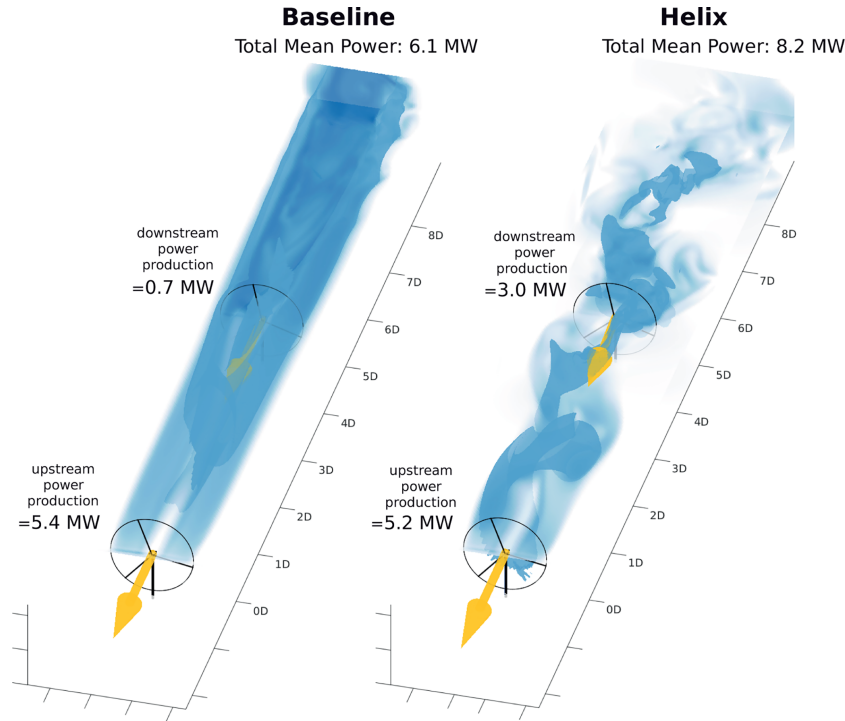 Baseline
Total Mean Power: 6.1 MW
downstream
power
production
=0.7 MW
upstream
power
production
=5.4 MW
8D
7D
6D
5D
4D
3D
2D
1D
0D
Helix
Total Mean Power: 8.2 MW
downstream
power
production
=3.0 MW
upstream
power
production
=5.2 MW
8D
7D
6D
5D
4D
3D
2D
1D
0D